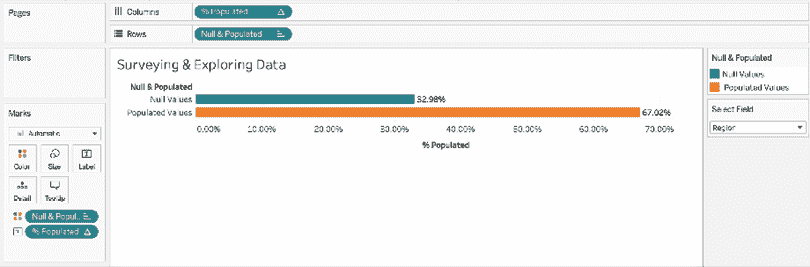 Pages
Columns
% Populated
Rows
Null & Populated
Filters
Surveying & Exploring Data
Null & Populated
Null Values
32.98%
Populated Values
67.02%
0.00% 10.00% 20.00% 30.00% 40.00% 50.00% 60.00% 70.00%
% Populated
Marks
Automatic
Color Size Label
Detail Tooltip
Null & Popul..
% Populated
Null & Populated
Null Values
Populated Values
Select Field
Region